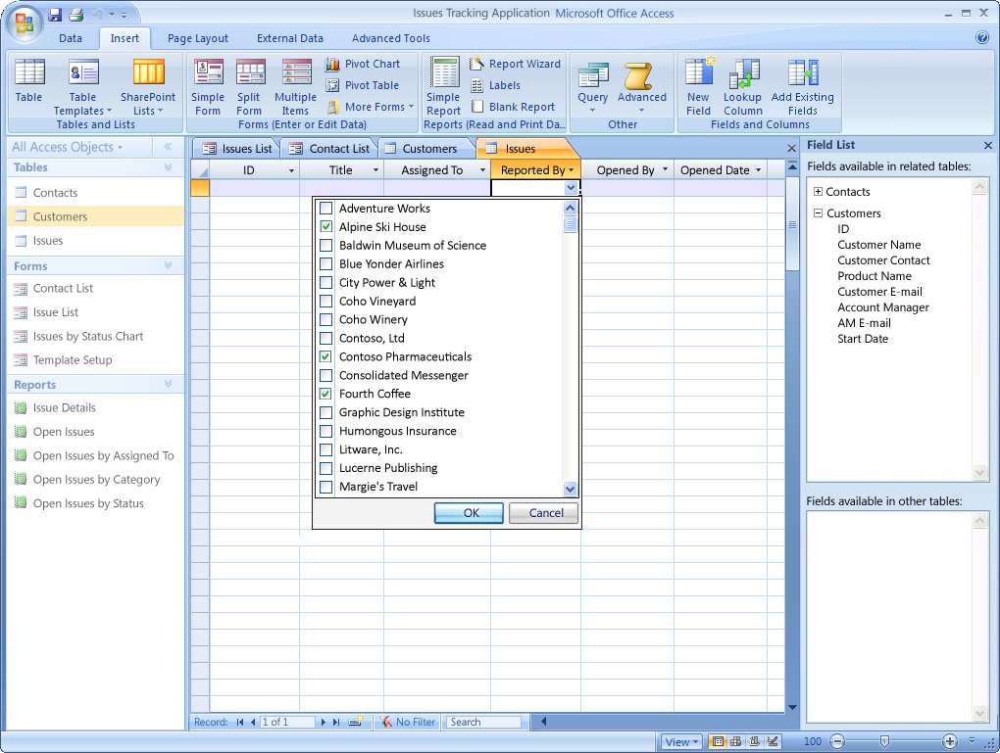 Issues Tracking Application Microsoft Office Access
Data Insert Page Layout External Data Advanced Tools
Table
Table Templates
SharePoint Lists
Tables and Lists
Simple Form
Split Form
Multiple Items
Pivot Chart
Pivot Table
More Forms
Forms (Enter or Edit Data)
Simple Report
Report Wizard
Labels
Blank Report
Reports (Read and Print Da...
Query
Advanced
Other
New Field
Lookup Column
Add Existing Fields
Fields and Columns
All Access Objects
Tables
Contacts
Customers
Issues
Forms
Contact List
Issue List
Issues by Status Chart
Template Setup
Reports
Issue Details
Open Issues
Open Issues by Assigned To
Open Issues by Category
Open Issues by Status
Issues List Contact List Customers Issues
ID Title Assigned To Reported By Opened By Opened Date
Adventure Works
Alpine Ski House
Baldwin Museum of Science
Blue Yonder Airlines
City Power & Light
Coho Vineyard
Coho Winery
Contoso, Ltd
Contoso Pharmaceuticals
Consolidated Messenger
Fourth Coffee
Graphic Design Institute
Humongous Insurance
Litware, Inc.
Lucerne Publishing
Margie's Travel
OK Cancel
Record: 1 of 1 No Filter Search
Field List
Fields available in related tables:
Contacts
Customers
ID
Customer Name
Customer Contact
Product Name
Customer E-mail
Account Manager
AM E-mail
Start Date
Fields available in other tables:
View 100